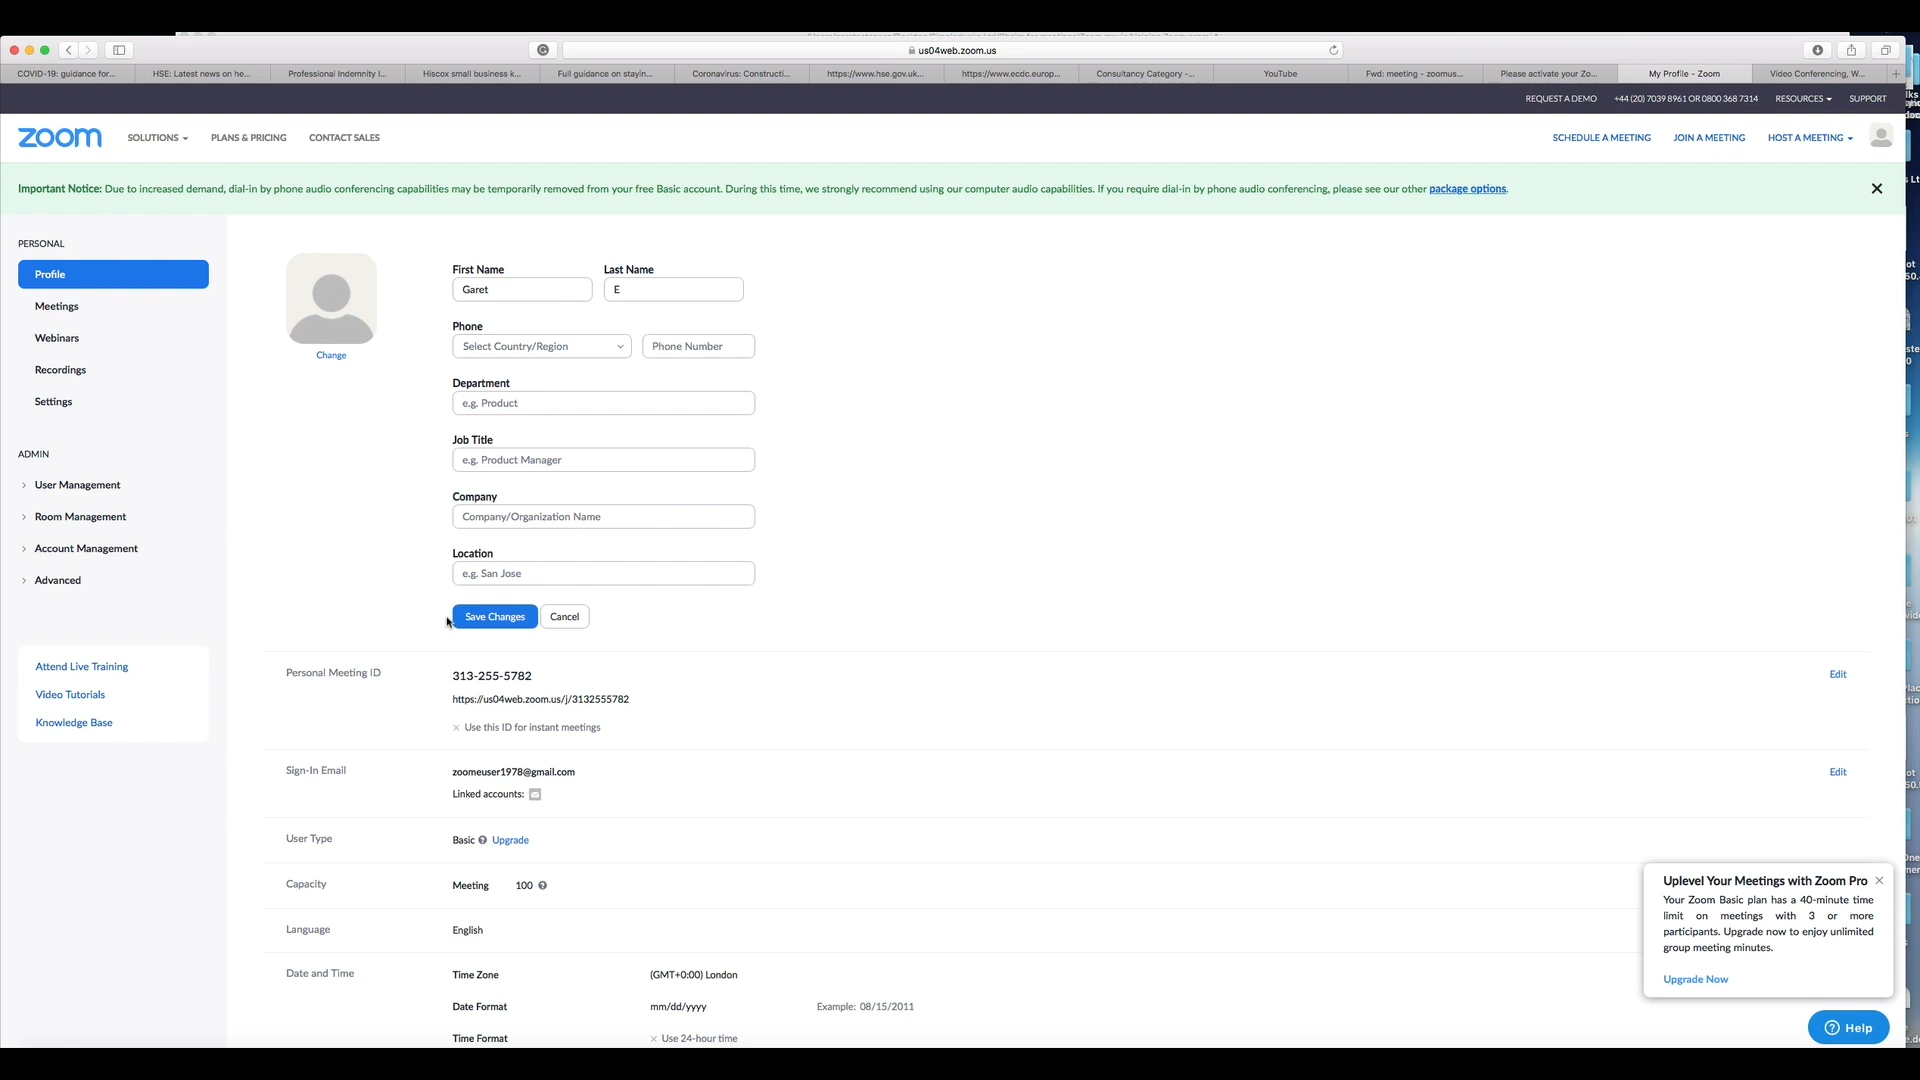 us04web.zoom.us
COVID-19: guidance for...
HSE: Latest news on he...
Professional Indemnity I...
Hiscox small business k...
Full guidance on stayin...
Coronavirus: Constructi...
https://www.hse.gov.uk...
https://www.ecdc.europ...
Consultancy Category -...
YouTube
Fwd: meeting - zoomus...
Please activate your Zo...
My Profile - Zoom
Video Conferencing, W...
REQUEST A DEMO
+44 (20) 7039 8961 OR 0800 368 7314
RESOURCES
SUPPORT
zoom
SOLUTIONS
PLANS & PRICING
CONTACT SALES
SCHEDULE A MEETING
JOIN A MEETING
HOST A MEETING
Important Notice: Due to increased demand, dial-in by phone audio conferencing capabilities may be temporarily removed from your free Basic account. During this time, we strongly recommend using our computer audio capabilities. If you require dial-in by phone audio conferencing, please see our other package options.
PERSONAL
Profile
Meetings
Webinars
Recordings
Settings
ADMIN
User Management
Room Management
Account Management
Advanced
Attend Live Training
Video Tutorials
Knowledge Base
Change
First Name
Last Name
Garet
E
Phone
Select Country/Region
Phone Number
Department
e.g. Product
Job Title
e.g. Product Manager
Company
Company/Organization Name
Location
e.g. San Jose
Save Changes
Cancel
Personal Meeting ID
313-255-5782
Edit
https://us04web.zoom.us/j/3132555782
Use this ID for instant meetings
Sign-In Email
zoomeuser1978@gmail.com
Edit
Linked accounts:
User Type
Basic
Upgrade
Capacity
Meeting
100
Language
English
Date and Time
Time Zone
(GMT+0:00) London
Date Format
mm/dd/yyyy
Example: 08/15/2011
Time Format
Use 24-hour time
Uplevel Your Meetings with Zoom Pro
Your Zoom Basic plan has a 40-minute time
limit on meetings with 3 or more
participants. Upgrade now to enjoy unlimited
group meeting minutes.
Upgrade Now
Help